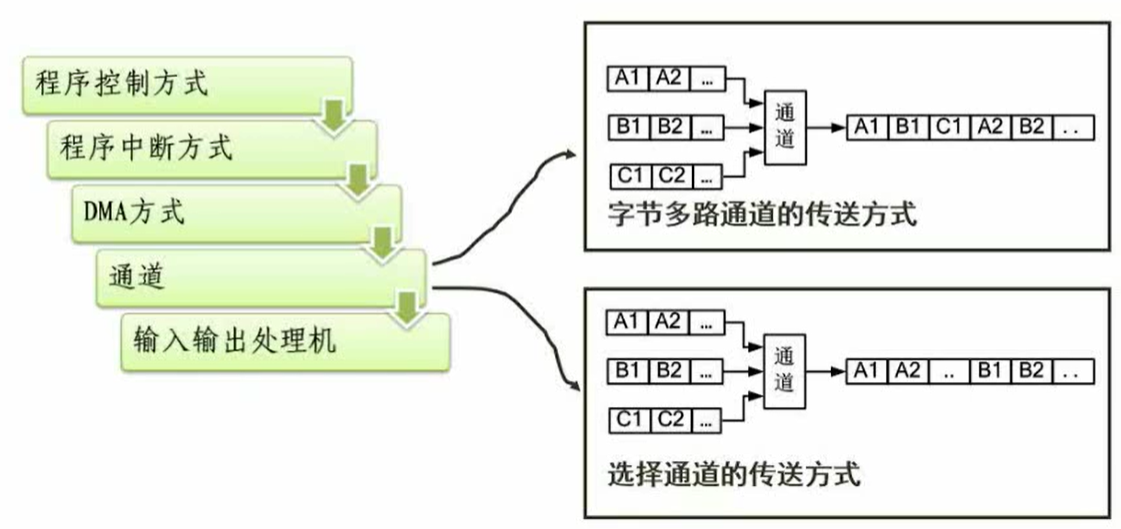 程序控制方式
程序中断方式
DMA方式
通道
输入输出处理机
A1 A2 ...
B1 B2 ...
C1 C2 ...
通道
A1 B1 C1 A2 B2 . .
字节多路通道的传送方式
A1 A2 ...
B1 B2 ...
C1 C2 ...
通道
A1 A2 .. B1 B2 . .
选择通道的传送方式